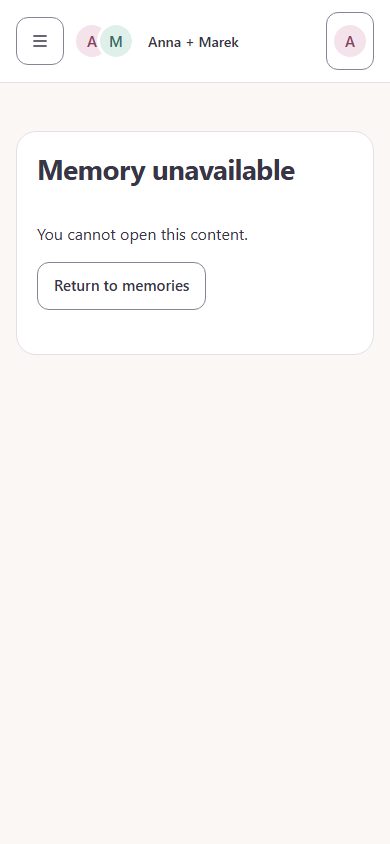 A M Anna + Marek A
Memory unavailable
You cannot open this content.
Return to memories